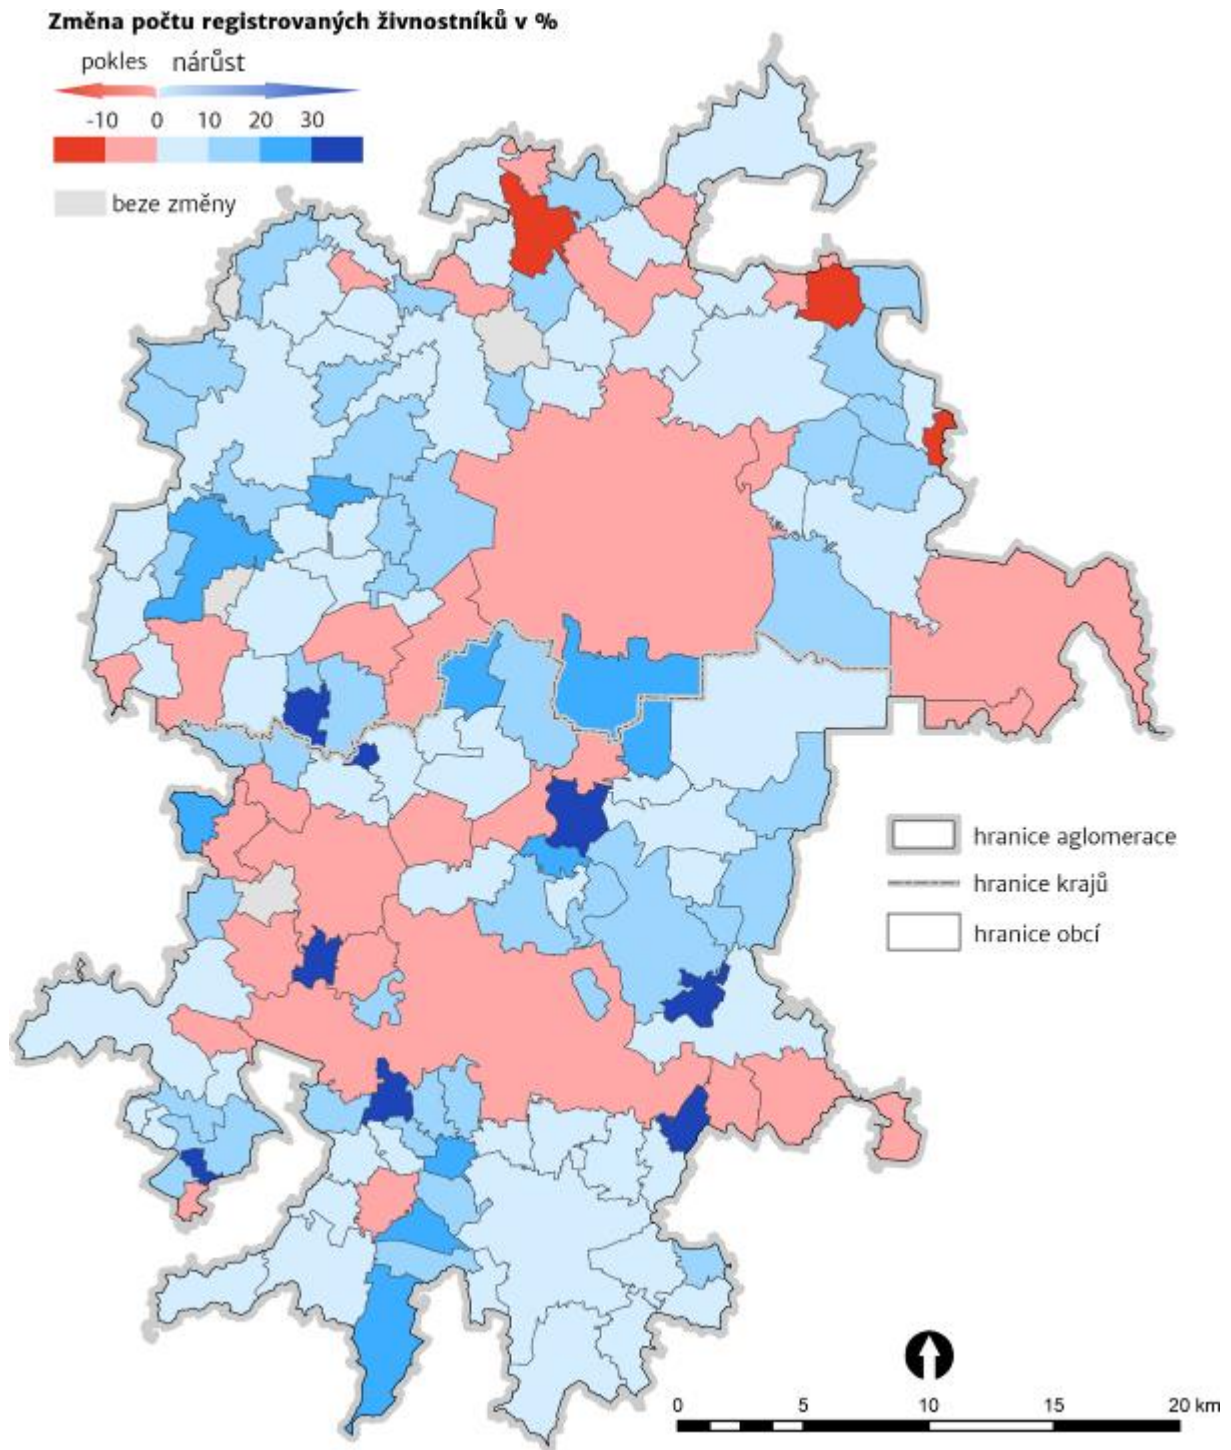 Změna počtu registrovaných živnostníků v %
pokles nárůst
-10 0 10 20 30
beze změny
hranice aglomerace
hranice krajů
hranice obcí
0 5 10 15 20 km